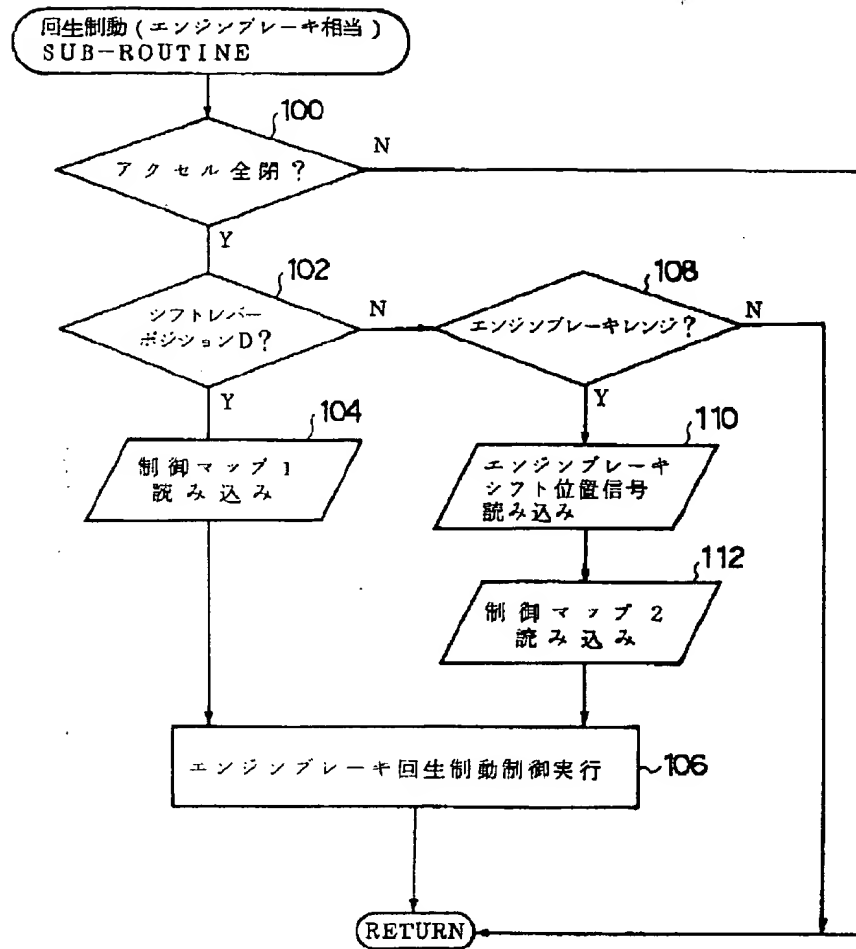 回生制動(エンジンブレーキ相当)
SUB-ROUTINE
100
アクセル全閉?
N
Y
102
シフトレバー
ポジションD?
N
Y
108
エンジンブレーキレンジ?
N
Y
104
制御マップ1
読み込み
110
エンジンブレーキ
シフト位置信号
読み込み
112
制御マップ2
読み込み
エンジンブレーキ回生制動制御実行
106
RETURN